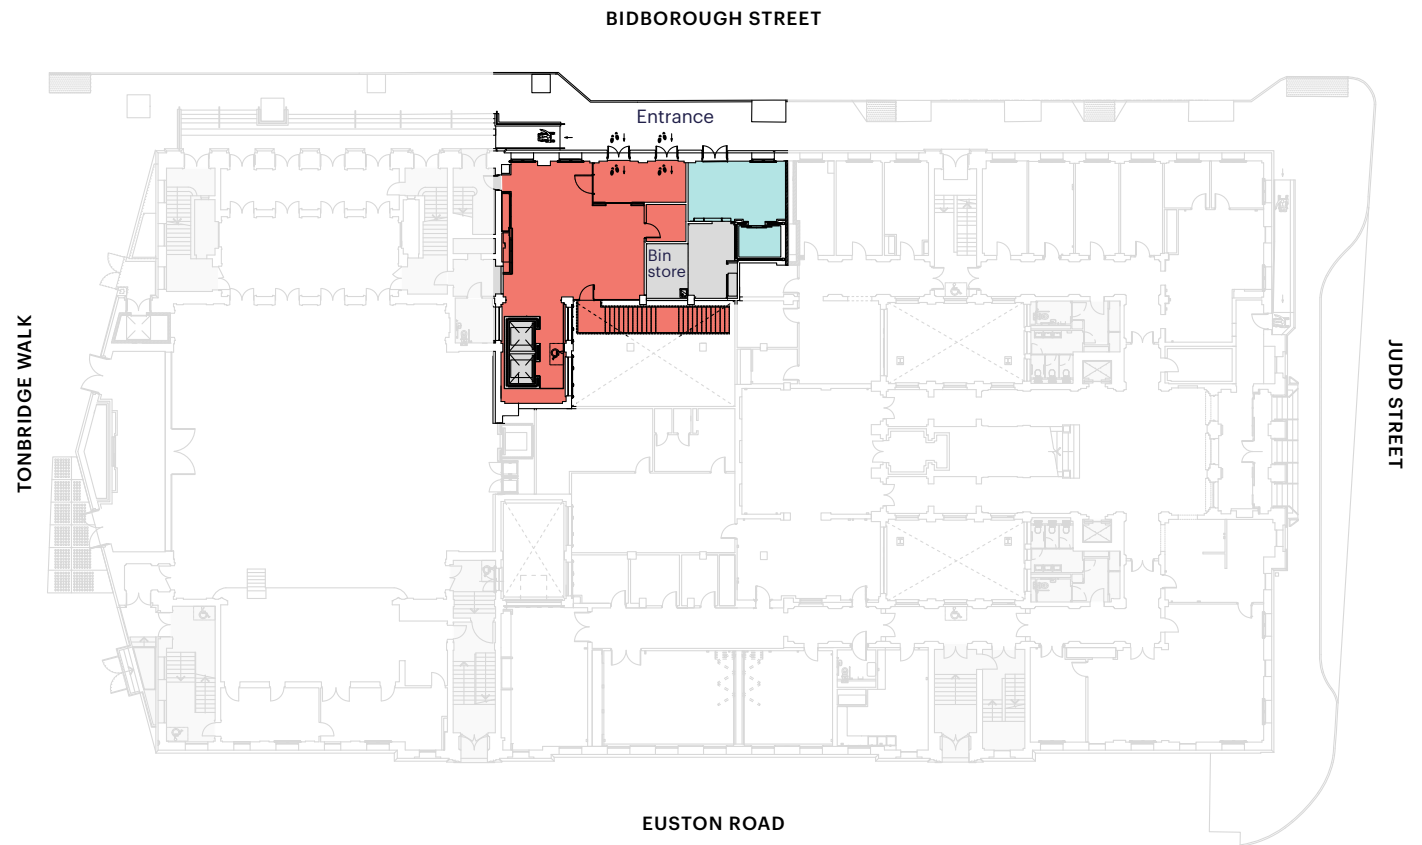 BIDBOROUGH STREET
Entrance
Bin
store
TONBRIDGE WALK
JUDD STREET
EUSTON ROAD